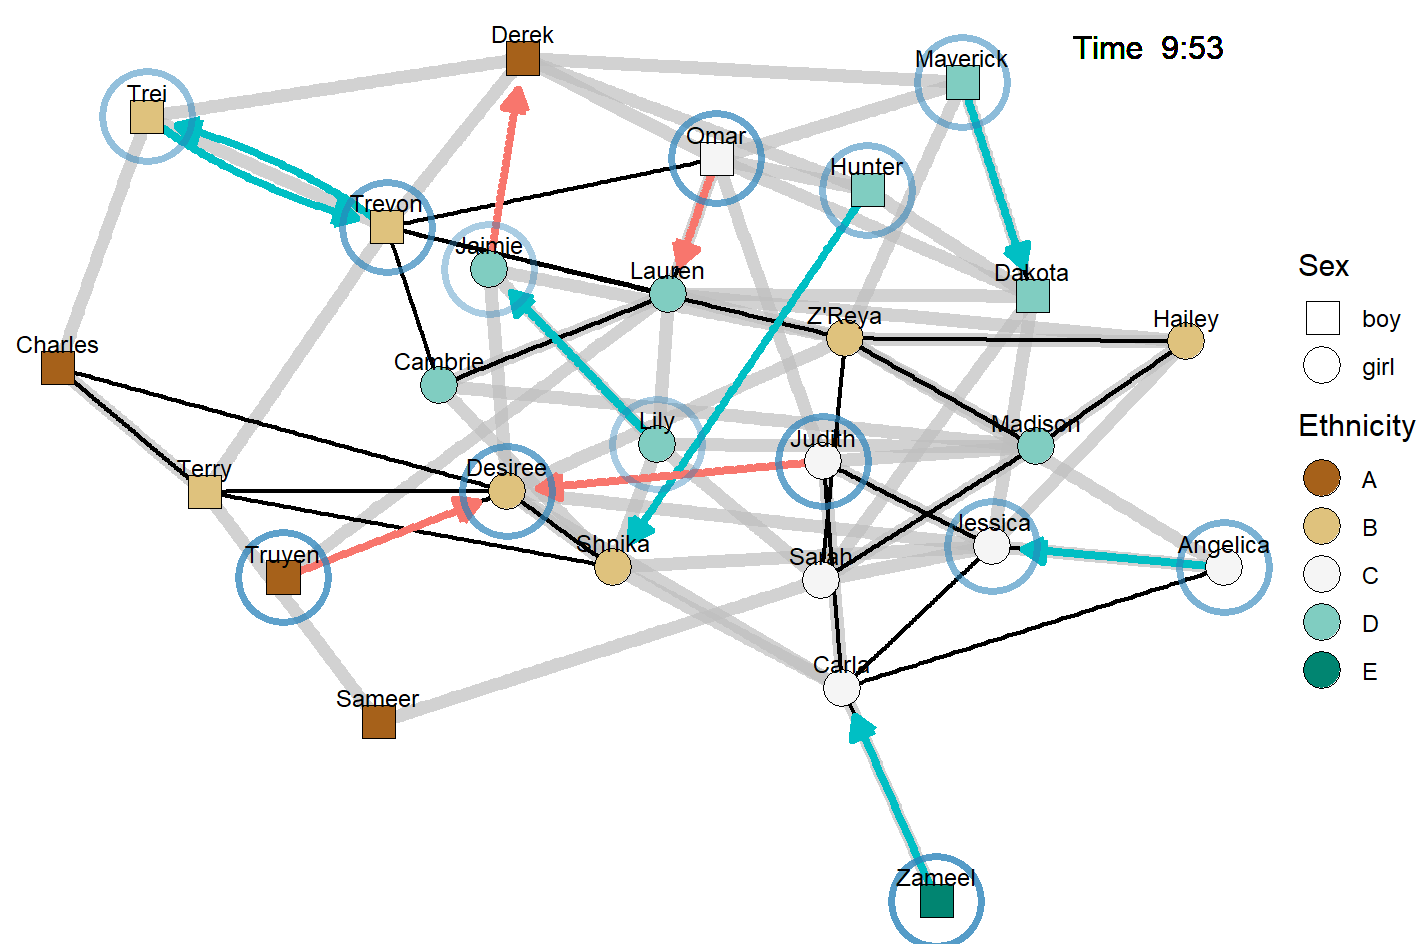 Derek
Maverick
Time 9:53
Trei
Omar
Hunter
Trevon
Jaimie
Lauren
Dakota
Sex
Z'Reya
Hailey
boy
Charles
girl
Cambrie
Lily
Judith
Madison
Ethnicity
Terry
Desiree
A
B
Truyen
Shnika
Sarah
Jessica
Angelica
C
D
Carla
E
Sameer
Zameel